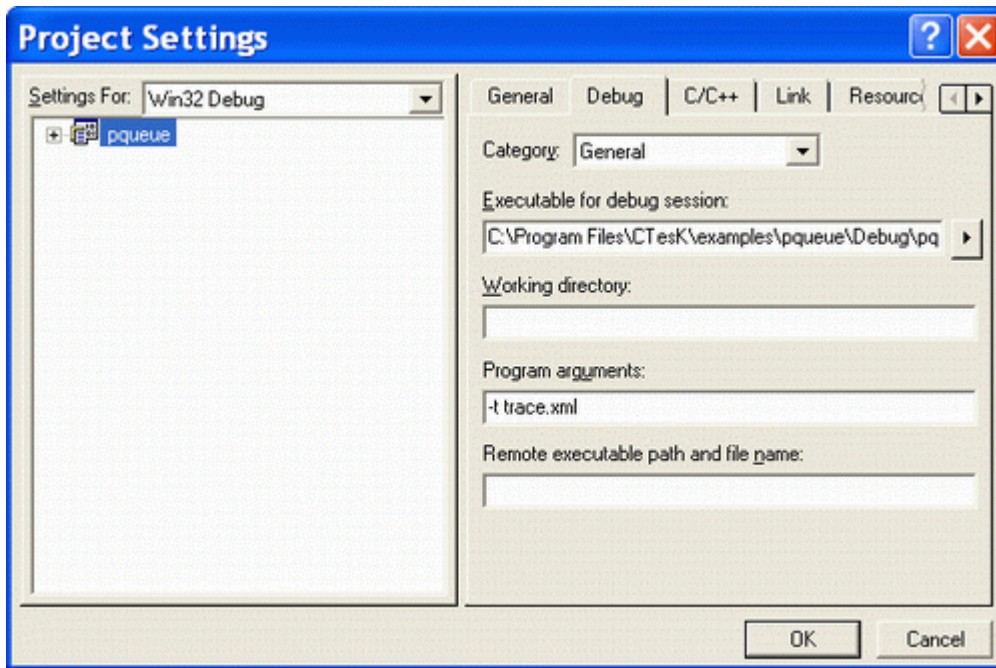 Project Settings
Settings For: Win32 Debug
pqueue
General Debug C/C++ Link
Category: General
Executable for debug session:
C:\Program Files\CTesK\examples\pqueue\Debug\pq
Working directory:
Program arguments:
-t trace.xml
Remote executable path and file name:
OK Cancel